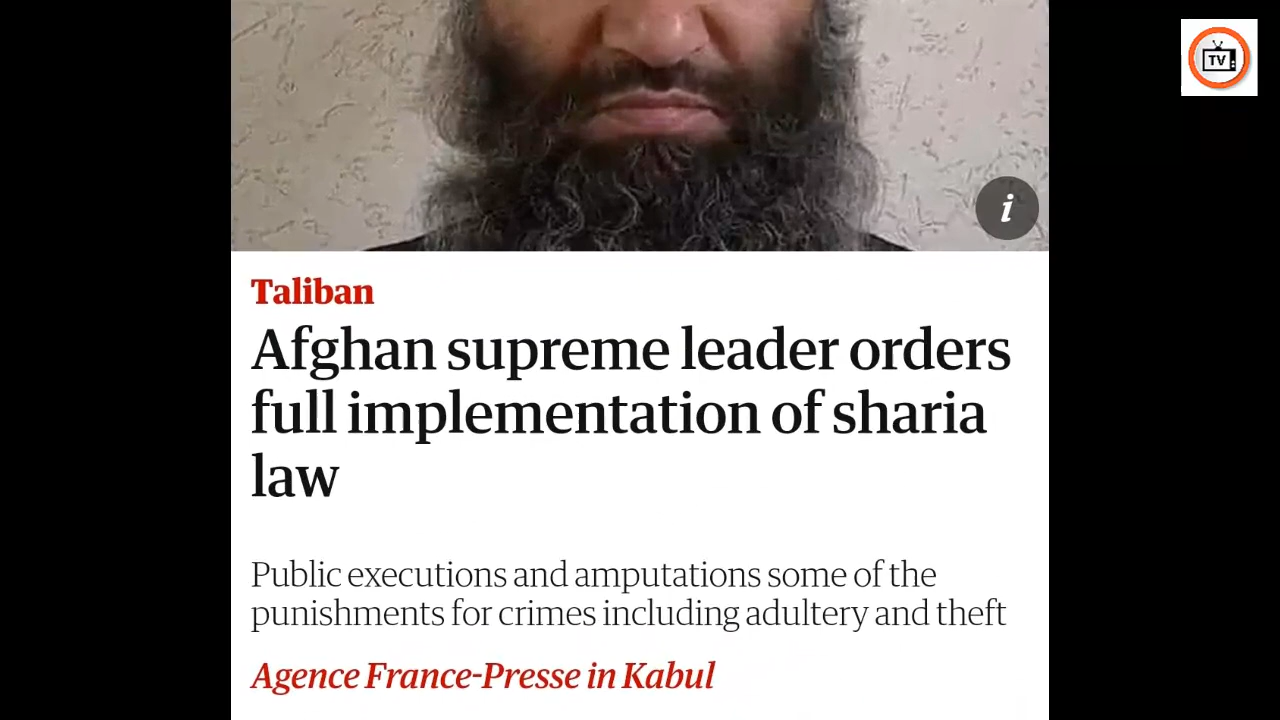 TV
i
Taliban
Afghan supreme leader orders
full implementation of sharia
law
Public executions and amputations some of the
punishments for crimes including adultery and theft
Agence France-Presse in Kabul